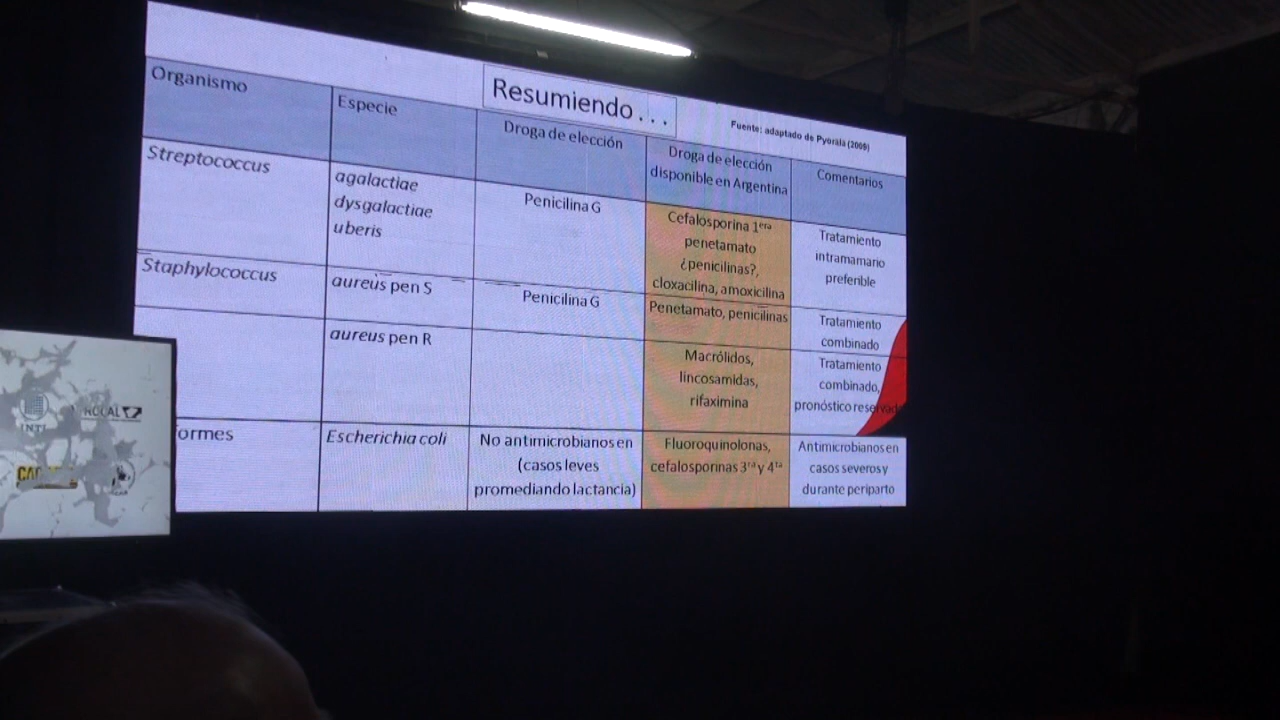 Resumiendo . . .
Fuente: adaptado de Pyorala (2009)
Organismo
Especie
Droga de elección
Droga de elección
disponible en Argentina
Comentarios
Streptococcus
agalactiae
dysgalactiae
uberis
Penicilina G
Cefalosporina 1era
penetamato
¿penicilinas?,
cloxacilina, amoxicilina
Tratamiento
intramamario
preferible
Staphylococcus
aureus pen S
Penicilina G
Penetamato, penicilinas
Tratamiento
combinado
aureus pen R
Macrólidos,
lincosamidas,
rifaximina
Tratamiento
combinado,
pronóstico reservado
ormes
Escherichia coli
No antimicrobianos en
(casos leves
promediando lactancia)
Fluoroquinolonas,
cefalosporinas 3ra y 4ta
Antimicrobianos en
casos severos y
durante periparto
INTI